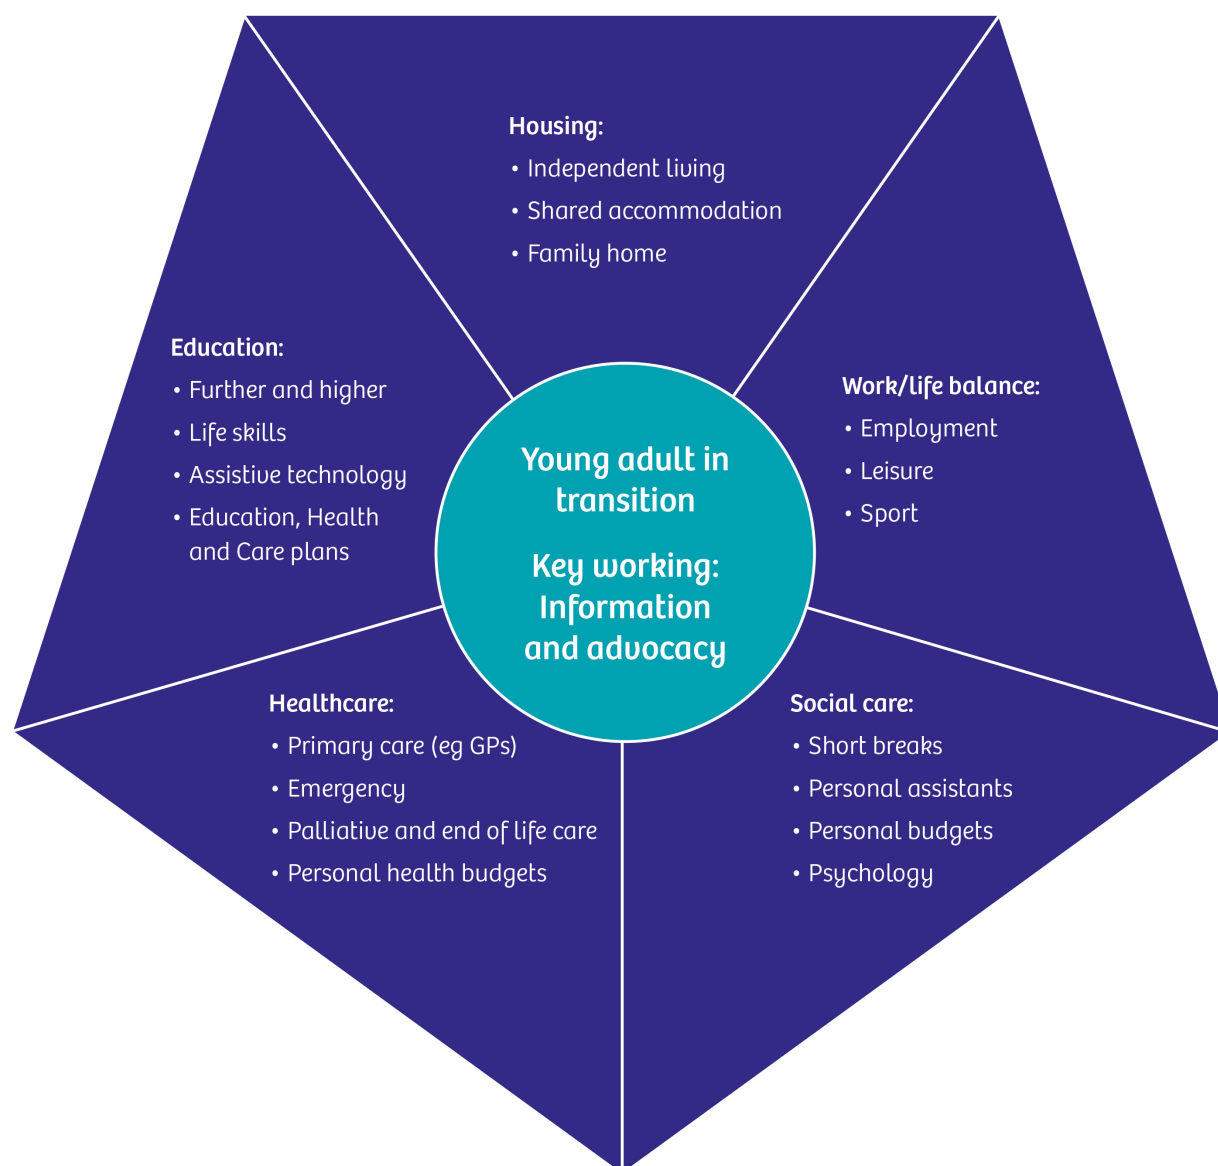 Housing:
• Independent living
• Shared accommodation
• Family home
Education:
• Further and higher
• Life skills
• Assistive technology
• Education, Health
and Care plans
Young adult in
transition
Key working:
Information
and advocacy
Work/life balance:
• Employment
• Leisure
• Sport
Healthcare:
• Primary care (eg GPs)
• Emergency
• Palliative and end of life care
• Personal health budgets
Social care:
• Short breaks
• Personal assistants
• Personal budgets
• Psychology